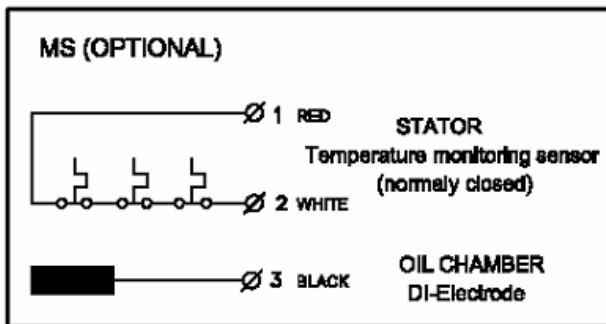 MS (OPTIONAL)
1 RED
STATOR
Temperature monitoring sensor
(normaly closed)
2 WHITE
3 BLACK
OIL CHAMBER
DI-Electrode